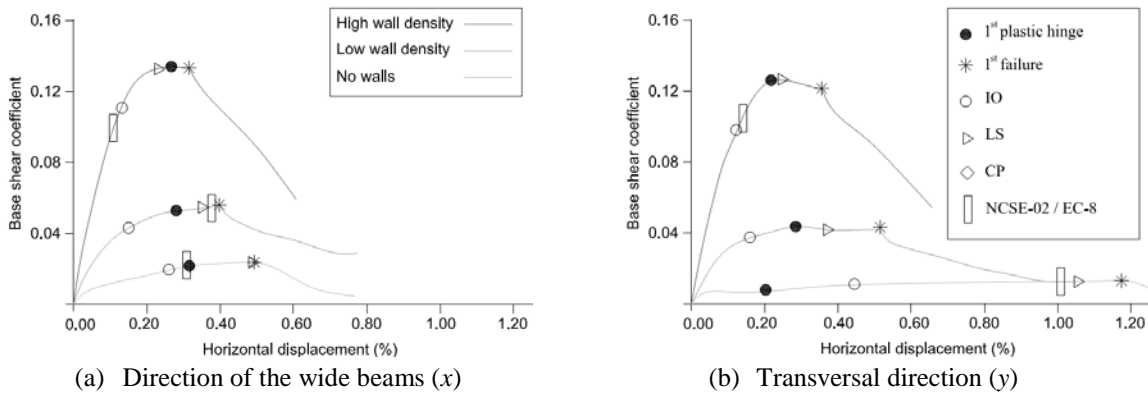 0.16
0.12
0.08
0.04
Base shear coefficient
High wall density
Low wall density
No walls
0.00 0.20 0.40 0.60 0.80 1.00 1.20
Horizontal displacement (%)
(a) Direction of the wide beams (x)
0.16
0.12
0.08
0.04
Base shear coefficient
1st plastic hinge
1st failure
IO
LS
CP
NCSE-02 / EC-8
0.00 0.20 0.40 0.60 0.80 1.00 1.20
Horizontal displacement (%)
(b) Transversal direction (y)